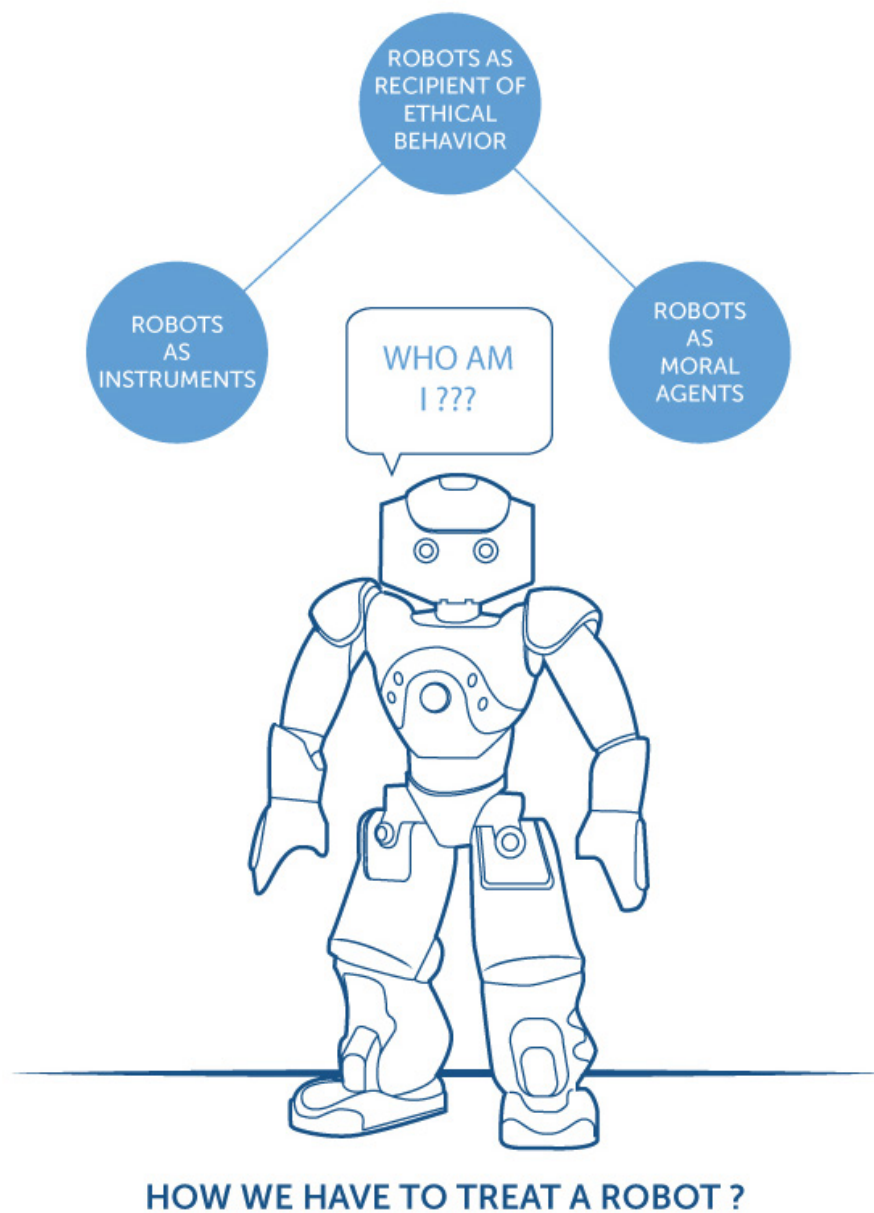 ROBOTS AS
RECIPIENT OF
ETHICAL
BEHAVIOR
ROBOTS
AS
INSTRUMENTS
ROBOTS
AS
MORAL
AGENTS
WHO AM
I ???
HOW WE HAVE TO TREAT A ROBOT ?